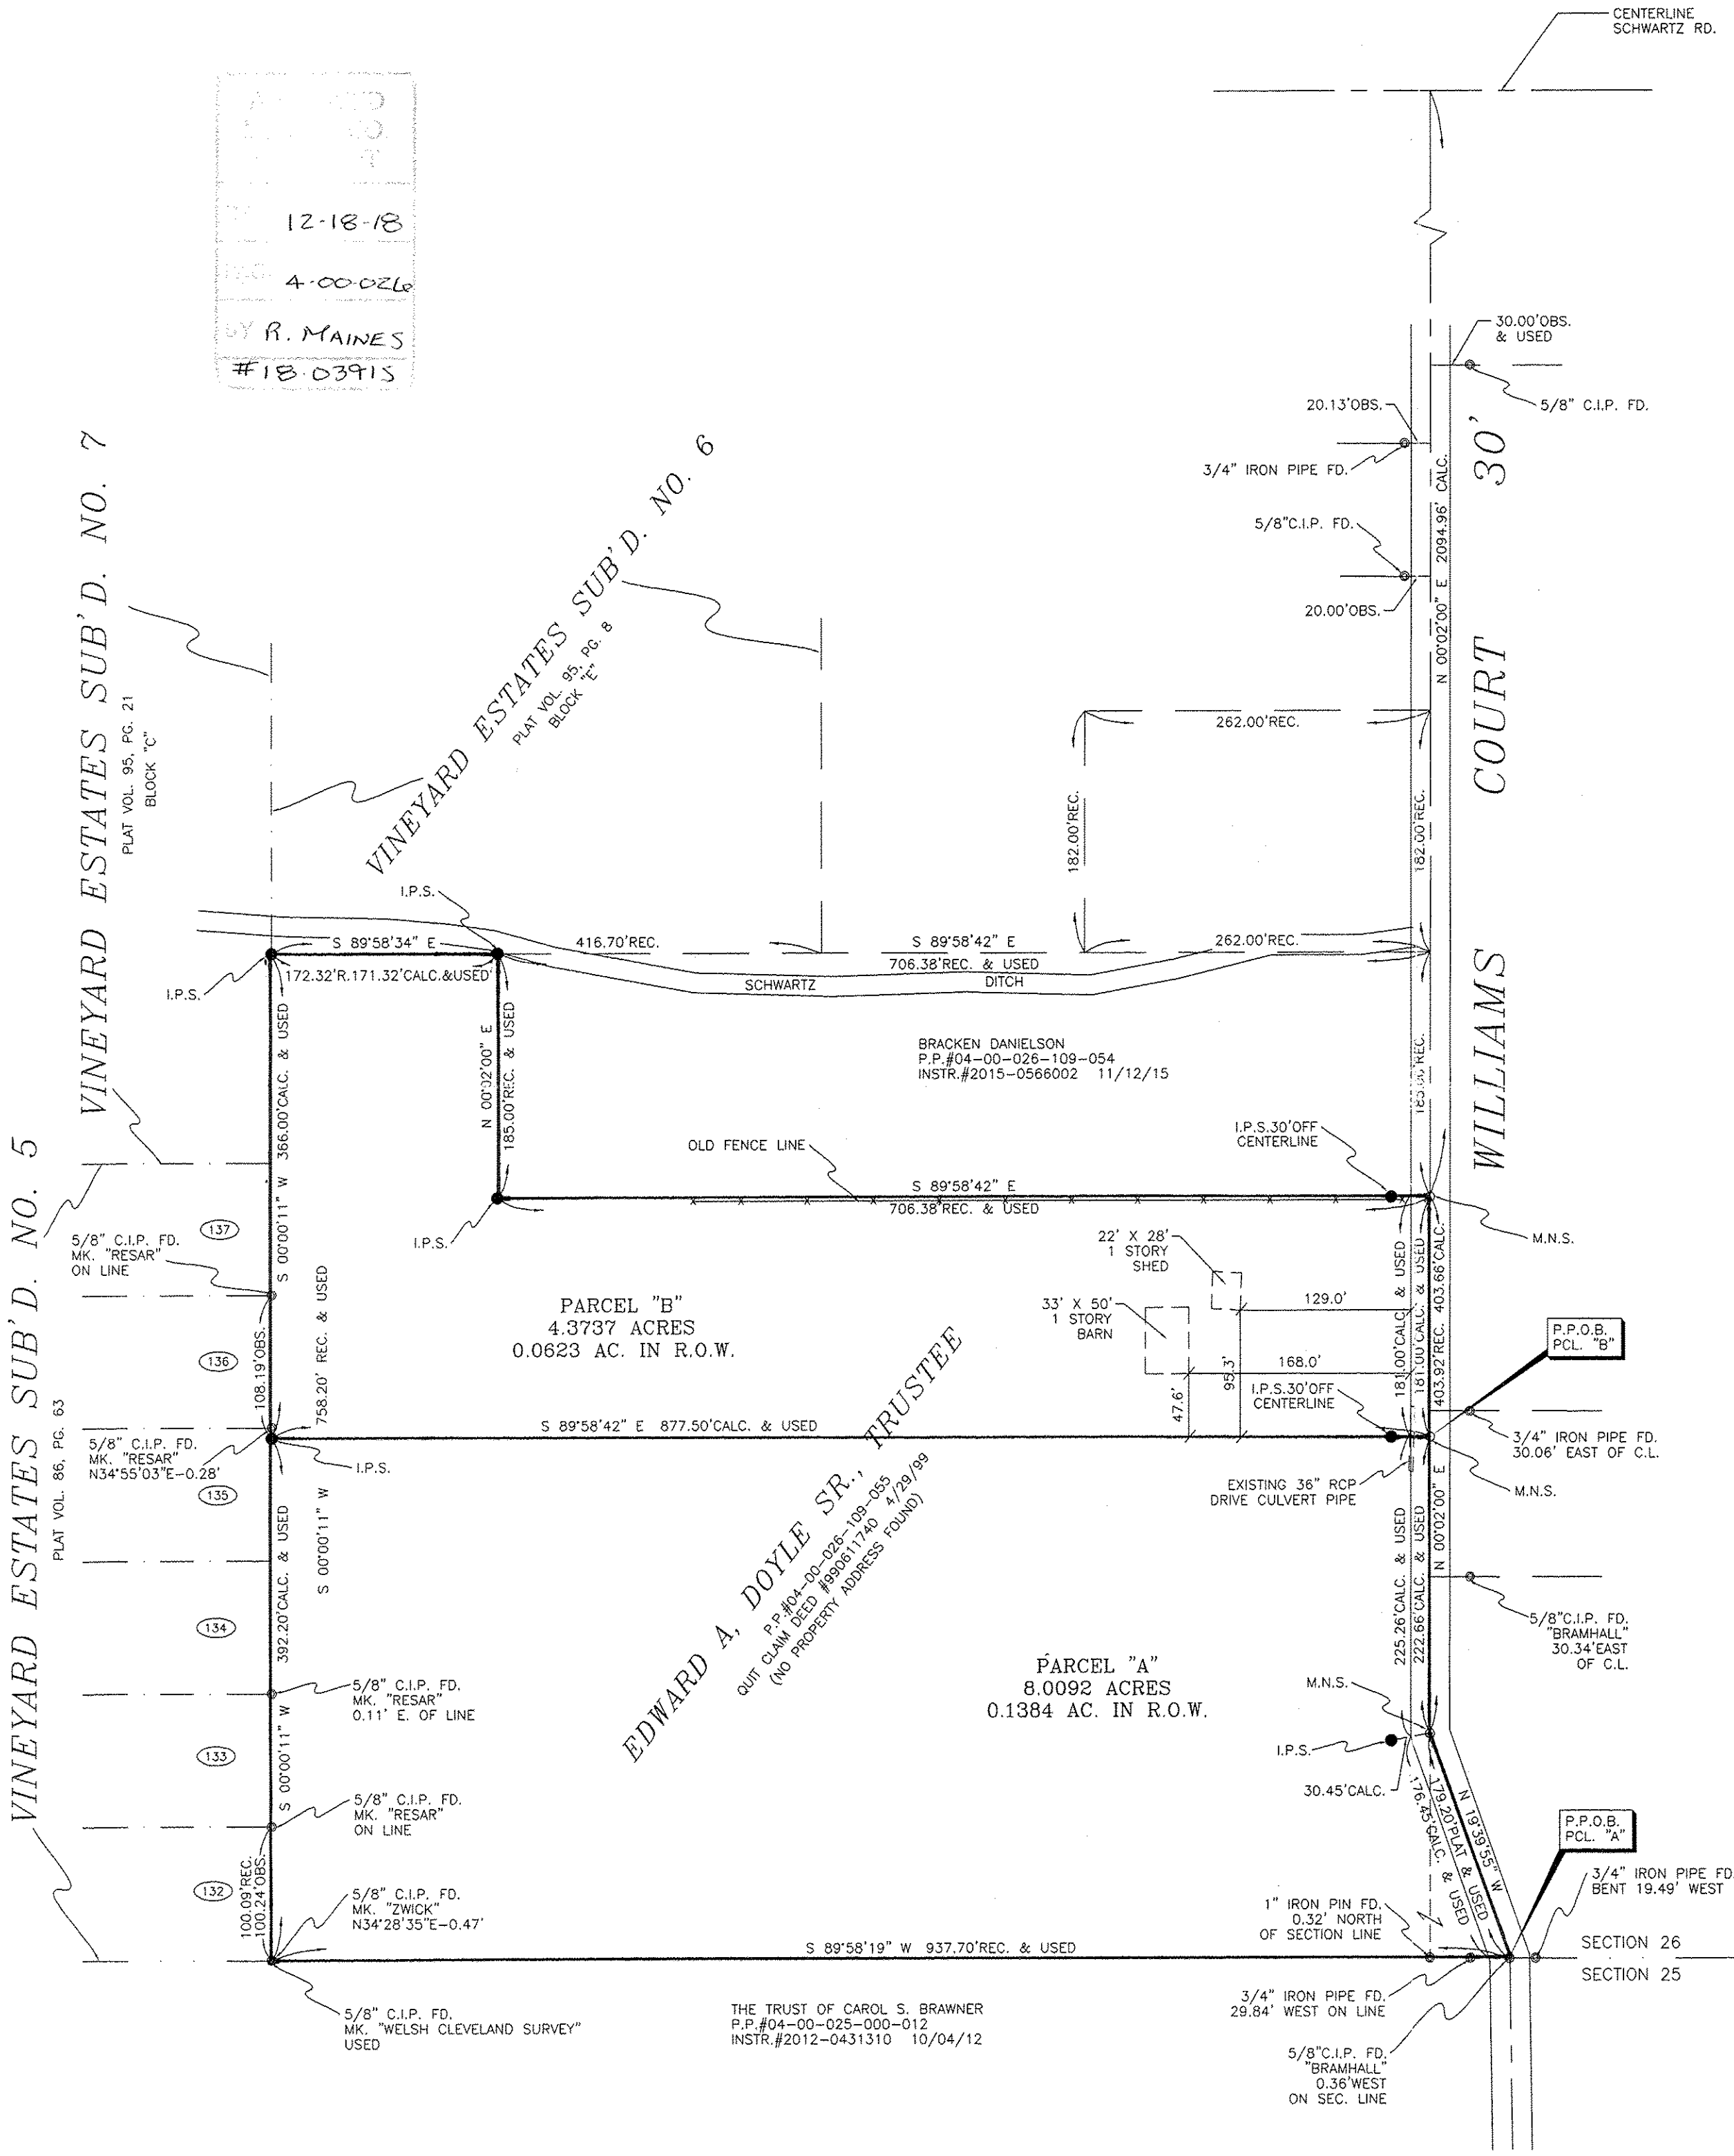 CENTERLINE
SCHWARTZ RD.
12-18-18
4-00-026
BY R. MAINES
#18-03915
30.00'OBS.
& USED
5/8" C.I.P. FD.
20.13'OBS.
3/4" IRON PIPE FD.
5/8"C.I.P. FD.
20.00'OBS.
N 00°02'00" E 2094.96' CALC.
WILLIAMS COURT 30'
VINEYARD ESTATES SUB'D. NO. 7
PLAT VOL. 95, PG. 21
BLOCK "C"
VINEYARD ESTATES SUB'D. NO. 6
PLAT VOL. 95, PG. 8
BLOCK "E"
262.00'REC.
182.00'REC.
182.00'REC.
I.P.S.
S 89°58'34" E
172.32'R.171.32'CALC.&USED
I.P.S.
416.70'REC.
S 89°58'42" E
706.38'REC. & USED
262.00'REC.
SCHWARTZ DITCH
N 00°02'00" E
185.00'REC. & USED
185.00'REC.
BRACKEN DANIELSON
P.P.#04-00-026-109-054
INSTR.#2015-0566002 11/12/15
S 00°00'11" W 366.00'CALC. & USED
OLD FENCE LINE
I.P.S.30'OFF
CENTERLINE
S 89°58'42" E
706.38'REC. & USED
I.P.S.
M.N.S.
VINEYARD ESTATES SUB'D. NO. 5
PLAT VOL. 86, PG. 63
137
5/8" C.I.P. FD.
MK. "RESAR"
ON LINE
136
108.19'OBS.
758.20' REC. & USED
S 00°00'11" W
PARCEL "B"
4.3737 ACRES
0.0623 AC. IN R.O.W.
22' X 28'
1 STORY
SHED
129.0'
33' X 50'
1 STORY
BARN
168.0'
95.3'
47.6'
181.00'CALC. & USED
181.00'CALC. & USED
403.92'REC. 403.66'CALC.
P.P.O.B.
PCL. "B"
I.P.S.30'OFF
CENTERLINE
S 89°58'42" E 877.50'CALC. & USED
3/4" IRON PIPE FD.
30.06' EAST OF C.L.
M.N.S.
5/8" C.I.P. FD.
MK. "RESAR"
N34°55'03"E-0.28'
I.P.S.
EXISTING 36" RCP
DRIVE CULVERT PIPE
135
392.20'CALC. & USED
S 00°00'11" W
134
5/8" C.I.P. FD.
MK. "RESAR"
0.11' E. OF LINE
133
EDWARD A, DOYLE SR., TRUSTEE
P.P.#04-00-026-109-055
QUIT CLAIM DEED #990611740 4/29/99
(NO PROPERTY ADDRESS FOUND)
N 00°02'00" E
225.26'CALC. & USED
222.66'CALC. & USED
5/8"C.I.P. FD.
"BRAMHALL"
30.34'EAST
OF C.L.
PARCEL "A"
8.0092 ACRES
0.1384 AC. IN R.O.W.
M.N.S.
I.P.S.
30.45'CALC.
5/8" C.I.P. FD.
MK. "RESAR"
ON LINE
N 19°39'55" W
179.20'PLAT & USED
176.45'CALC. & USED
P.P.O.B.
PCL. "A"
3/4" IRON PIPE FD.
BENT 19.49' WEST
132
100.09'REC.
100.24'OBS.
5/8" C.I.P. FD.
MK. "ZWICK"
N34°28'35"E-0.47'
1" IRON PIN FD.
0.32' NORTH
OF SECTION LINE
S 89°58'19" W 937.70'REC. & USED
SECTION 26
SECTION 25
5/8" C.I.P. FD.
MK. "WELSH CLEVELAND SURVEY"
USED
THE TRUST OF CAROL S. BRAWNER
P.P.#04-00-025-000-012
INSTR.#2012-0431310 10/04/12
3/4" IRON PIPE FD.
29.84' WEST ON LINE
5/8"C.I.P. FD.
"BRAMHALL"
0.36'WEST
ON SEC. LINE